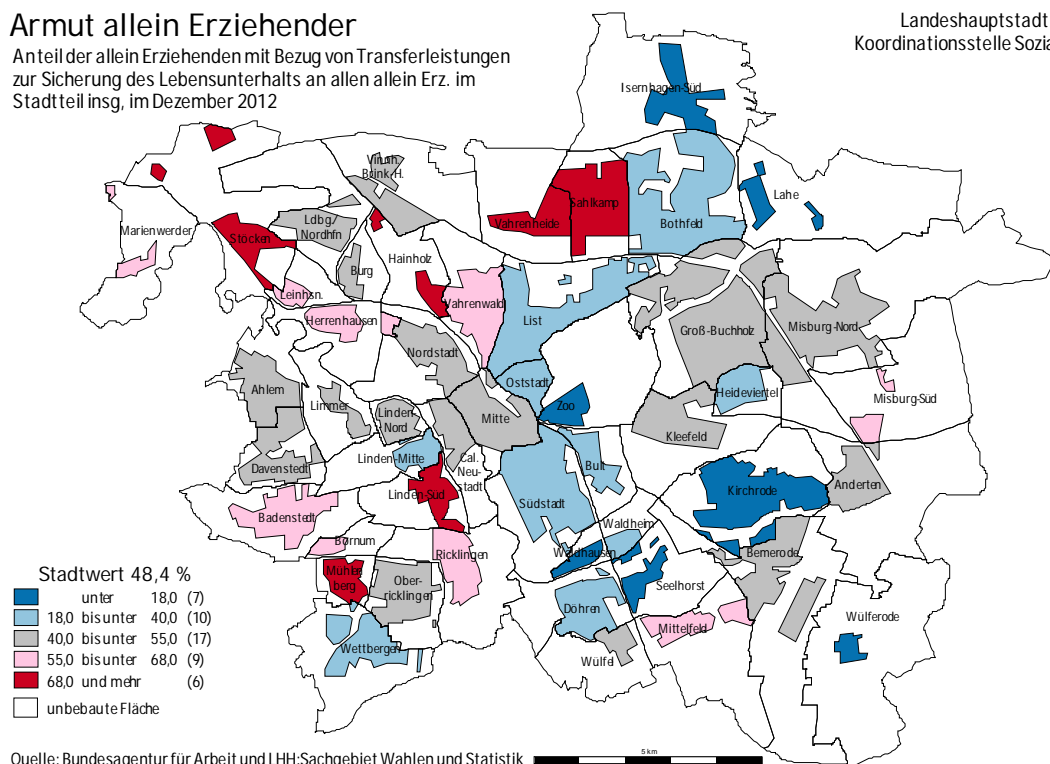 Armut allein Erziehender
Anteil der allein Erziehenden mit Bezug von Transferleistungen
zur Sicherung des Lebensunterhalts an allen allein Erz. im
Stadtteil insg, im Dezember 2012
Landeshauptstadt
Koordinationsstelle Sozia
Isernhagen-Süd
Vinnh.
Brink.H.
Lahe
Sahlkamp
Vahrenheide
Bothfeld
Ldbg./
Nordhfn
Marienwerder
Stöcken
Hainholz
Burg
Leinhsn.
Vahrenwald
Herrenhausen
List
Groß-Buchholz
Misburg-Nord
Nordstadt
Oststadt
Ahlem
Heideviertel
Misburg-Süd
Limmer
Linden-
Nord
Mitte
Zoo
Kleefeld
Linden-Mitte
Cal.
Neu-
stadt
Davenstedt
Bult
Anderten
Linden-Süd
Kirchrode
Südstadt
Badenstedt
Waldheim
Bornum
Ricklingen
Waldhausen
Bemerode
Mühle-
berg
Ober-
ricklingen
Seelhorst
Döhren
Wülferode
Mittelfeld
Wettbergen
Wülfel
Stadtwert 48,4 %
unter 18,0 (7)
18,0 bis unter 40,0 (10)
40,0 bis unter 55,0 (17)
55,0 bis unter 68,0 (9)
68,0 und mehr (6)
unbebaute Fläche
Quelle: Bundesagentur für Arbeit und LHH:Sachgebiet Wahlen und Statistik
5 km